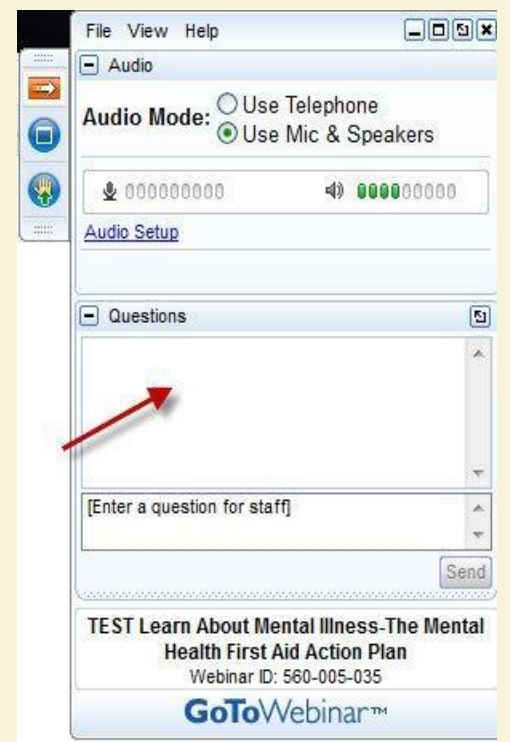 File View Help
Audio
Audio Mode: Use Telephone
Use Mic & Speakers
Audio Setup
Questions
[Enter a question for staff]
Send
TEST Learn About Mental Illness-The Mental
Health First Aid Action Plan
Webinar ID: 560-005-035
GoToWebinar™